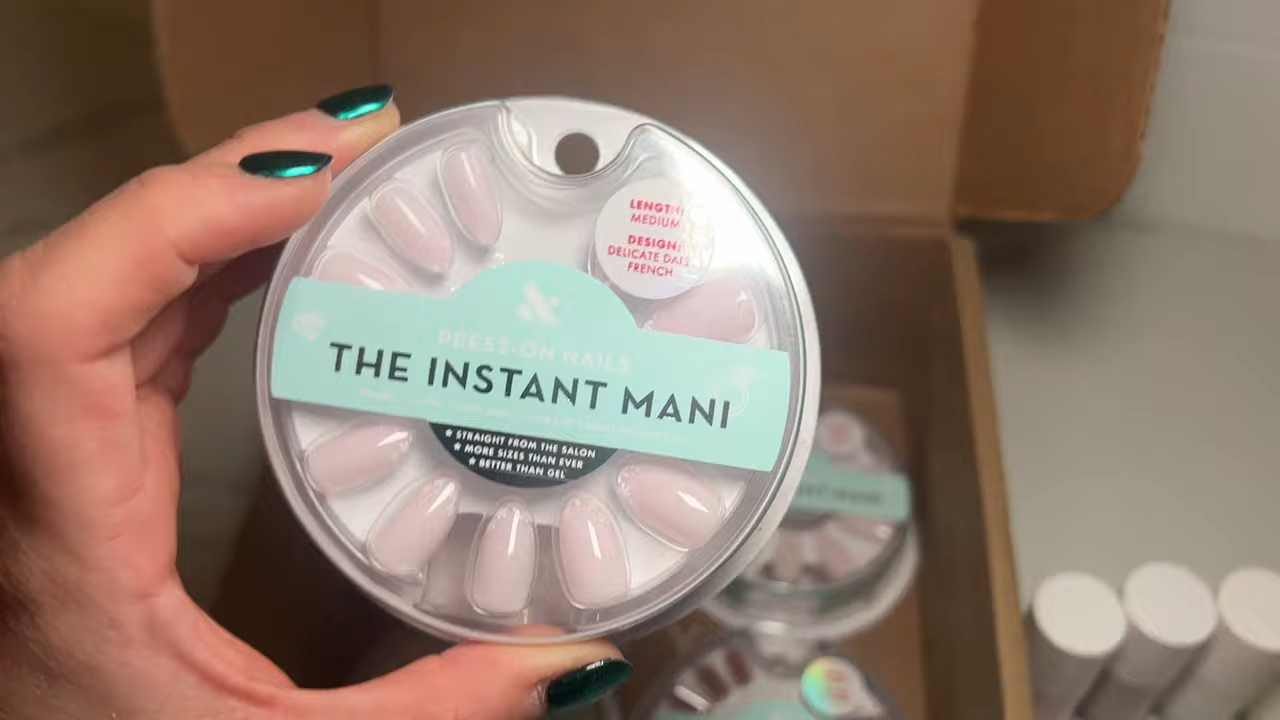 LENGTH:
MEDIUM
DESIGN:
DELICATE
FRENCH
PRESS-ON NAILS
THE INSTANT MANI
★ STRAIGHT FROM THE SALON
★ MORE SIZES THAN EVER
★ BETTER THAN GEL